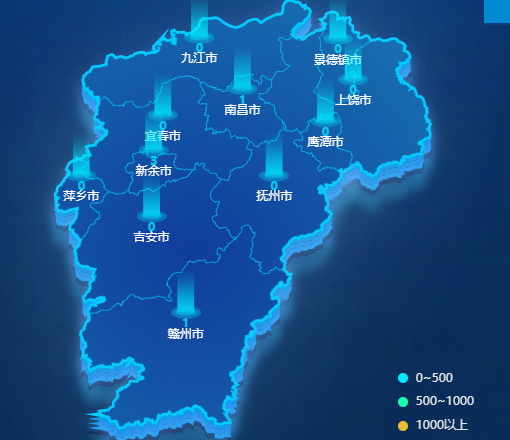 0
九江市
0
景德镇市
0
上饶市
1
南昌市
0
宜春市
0
鹰潭市
3
新余市
0
萍乡市
0
抚州市
0
吉安市
1
赣州市
0~500
500~1000
1000以上